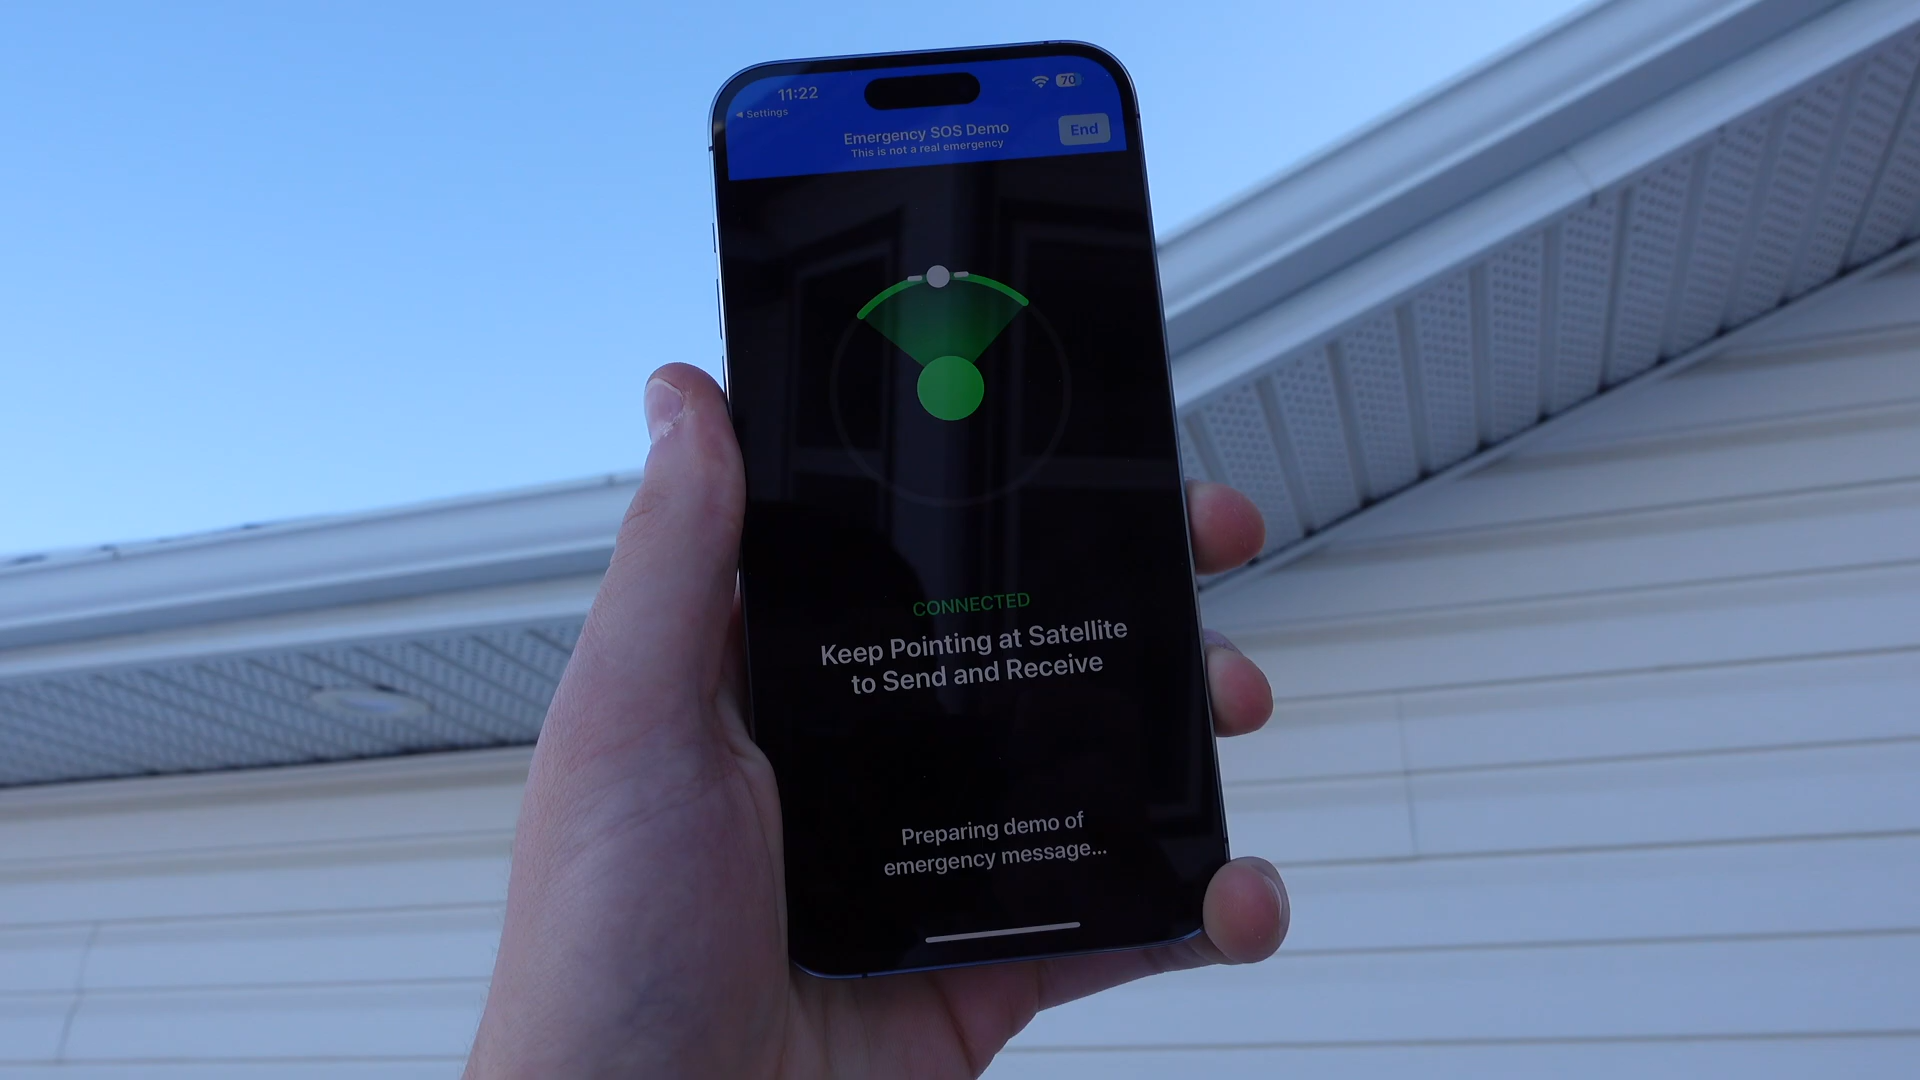 11:22
70
◀ Settings
Emergency SOS Demo
End
This is not a real emergency
CONNECTED
Keep Pointing at Satellite
to Send and Receive
Preparing demo of
emergency message...